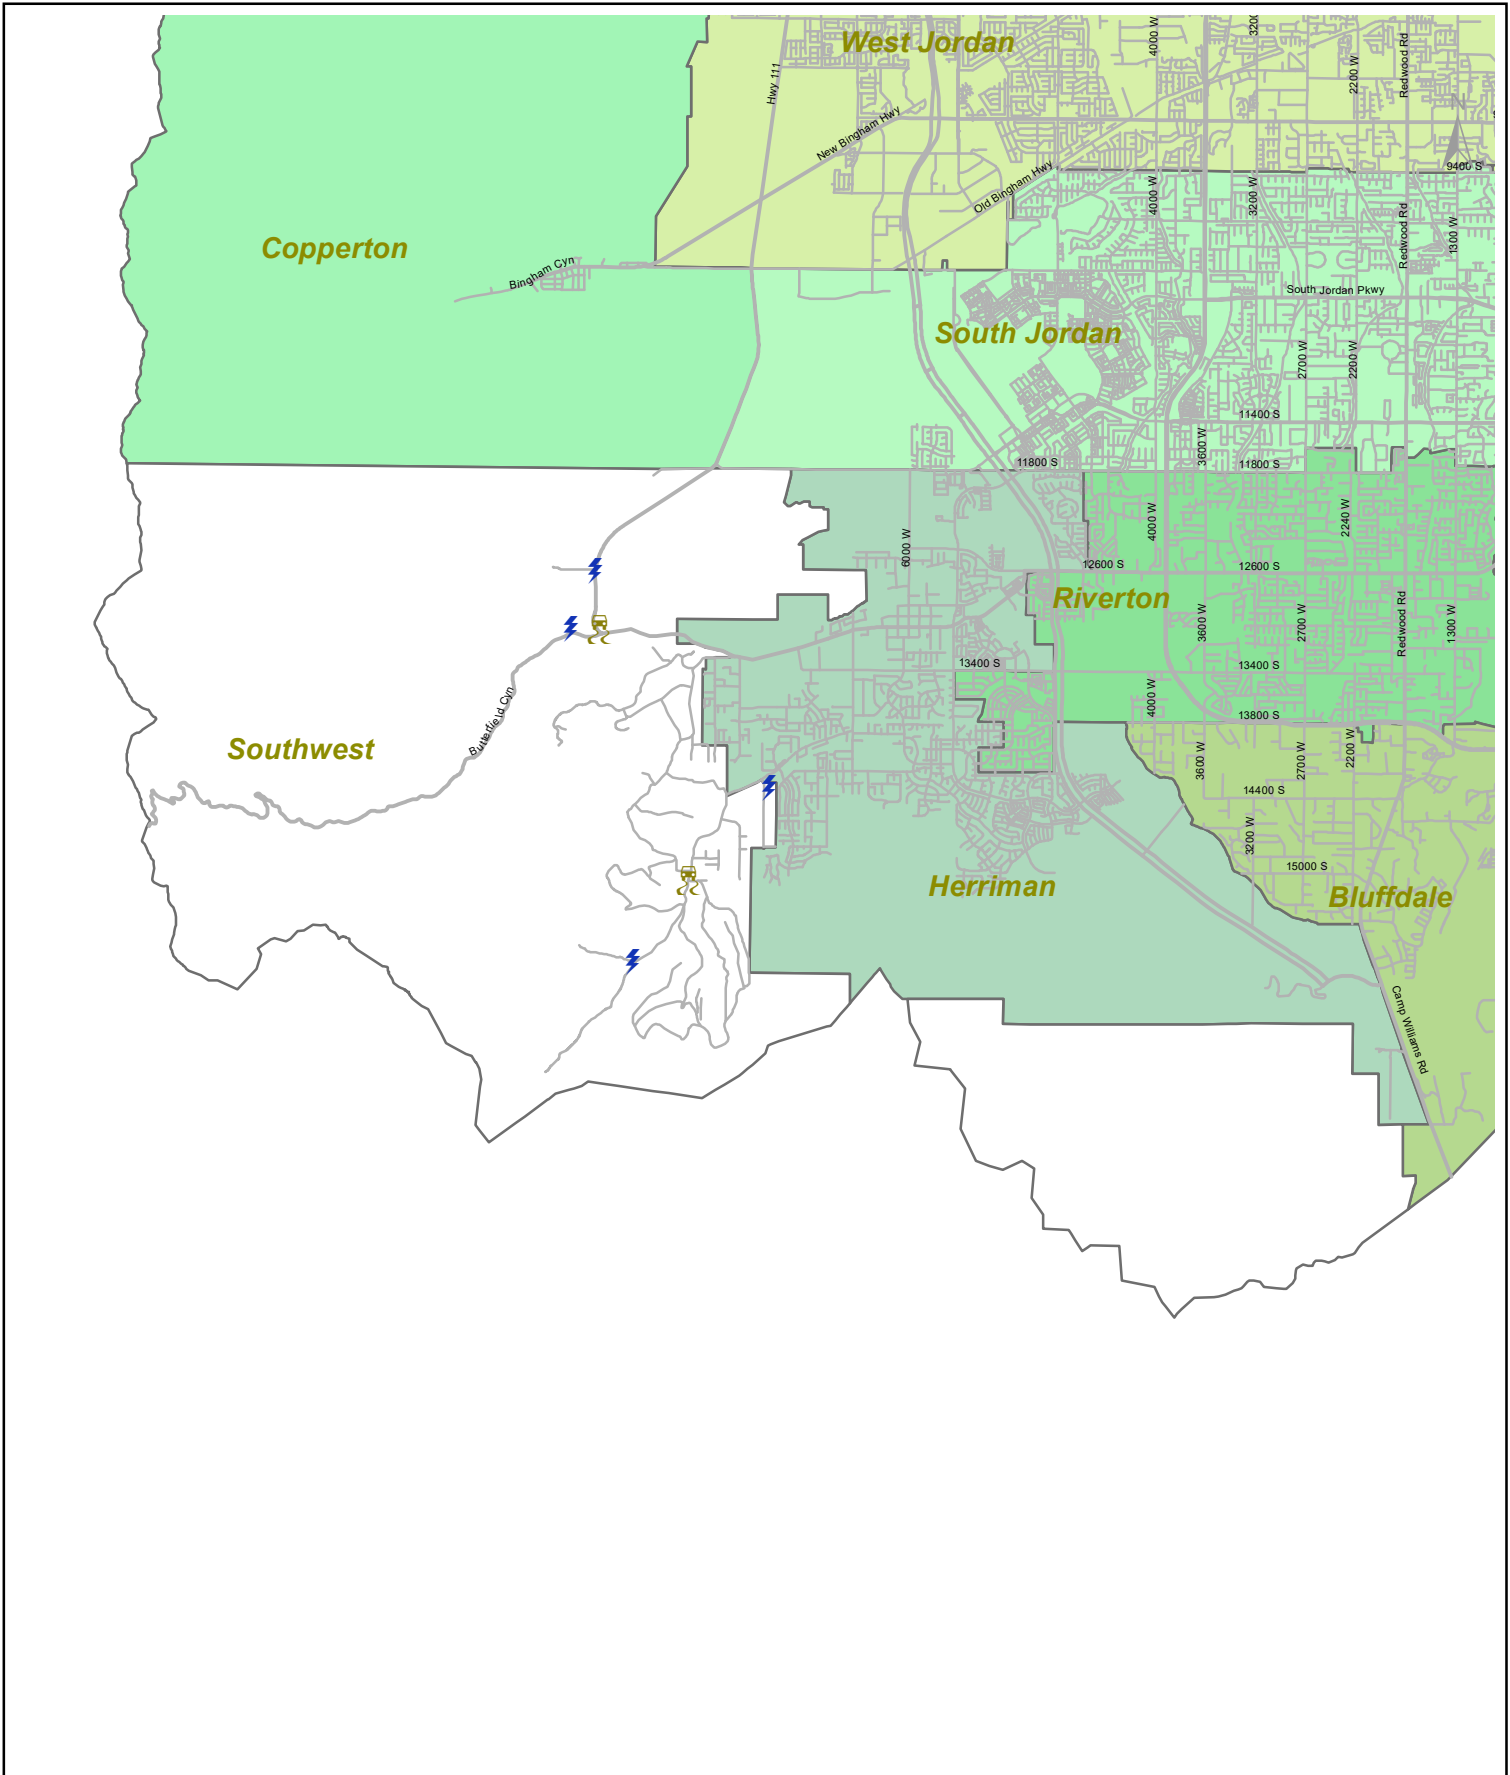 West Jordan
4000 W
3200
Redwood Rd
2200 W
Hwy 111
New Bingham Hwy
N
9400 S
Old Bingham Hwy
4000 W
3200 W
Redwood Rd
1300 W
Copperton
Bingham Cyn
South Jordan Pkwy
South Jordan
2700 W
2200 W
11400 S
3600 W
11800 S
11800 S
4000 W
2240 W
6000 W
12600 S
12600 S
Riverton
3600 W
2700 W
Redwood Rd
1300 W
13400 S
13400 S
4000 W
13800 S
Butterfield Cyn
Southwest
3600 W
2700 W
2200 W
14400 S
3200 W
15000 S
Herriman
Bluffdale
Camp Williams Rd